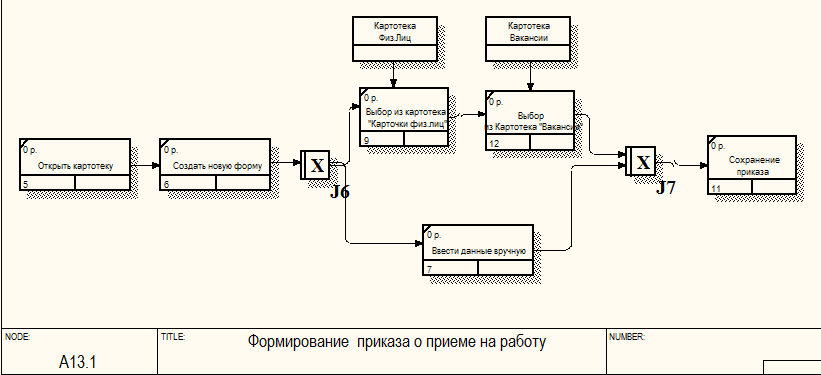 Картотека
Физ.Лиц
Картотека
Вакансии
0 р.
Выбор из картотека
"Карточки физ.лиц"
9
0 р.
Выбор
из Картотека "Вакансии"
12
0 р.
Открыть картотеку
5
0 р.
Создать новую форму
6
X
J6
X
J7
0 р.
Сохранение
приказа
11
0 р.
Ввести данные вручную
7
NODE:
A13.1
TITLE:
Формирование приказа о приеме на работу
NUMBER: